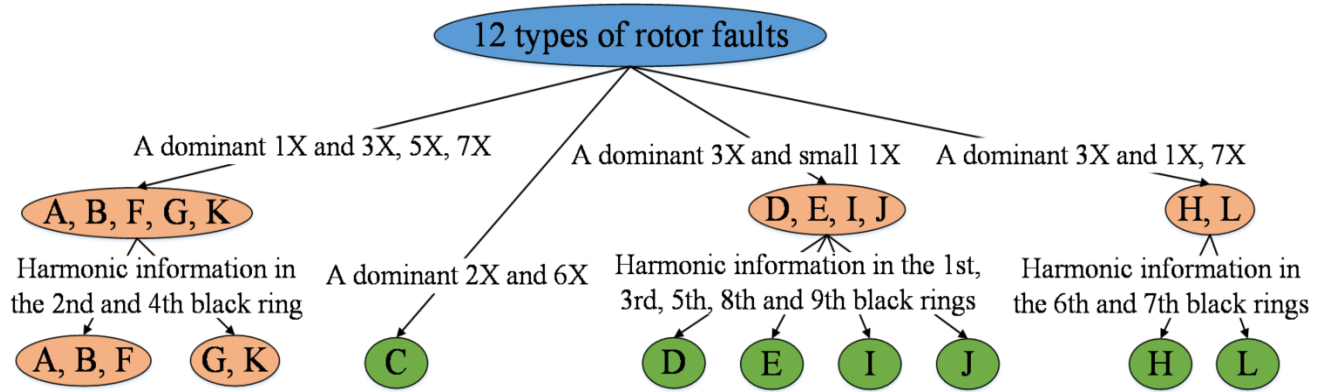 12 types of rotor faults
A dominant 1X and 3X, 5X, 7X
A dominant 3X and small 1X
A dominant 3X and 1X, 7X
A, B, F, G, K
D, E, I, J
H, L
Harmonic information in
the 2nd and 4th black ring
A dominant 2X and 6X
Harmonic information in the 1st,
3rd, 5th, 8th and 9th black rings
Harmonic information in
the 6th and 7th black rings
A, B, F
G, K
C
D
E
I
J
H
L